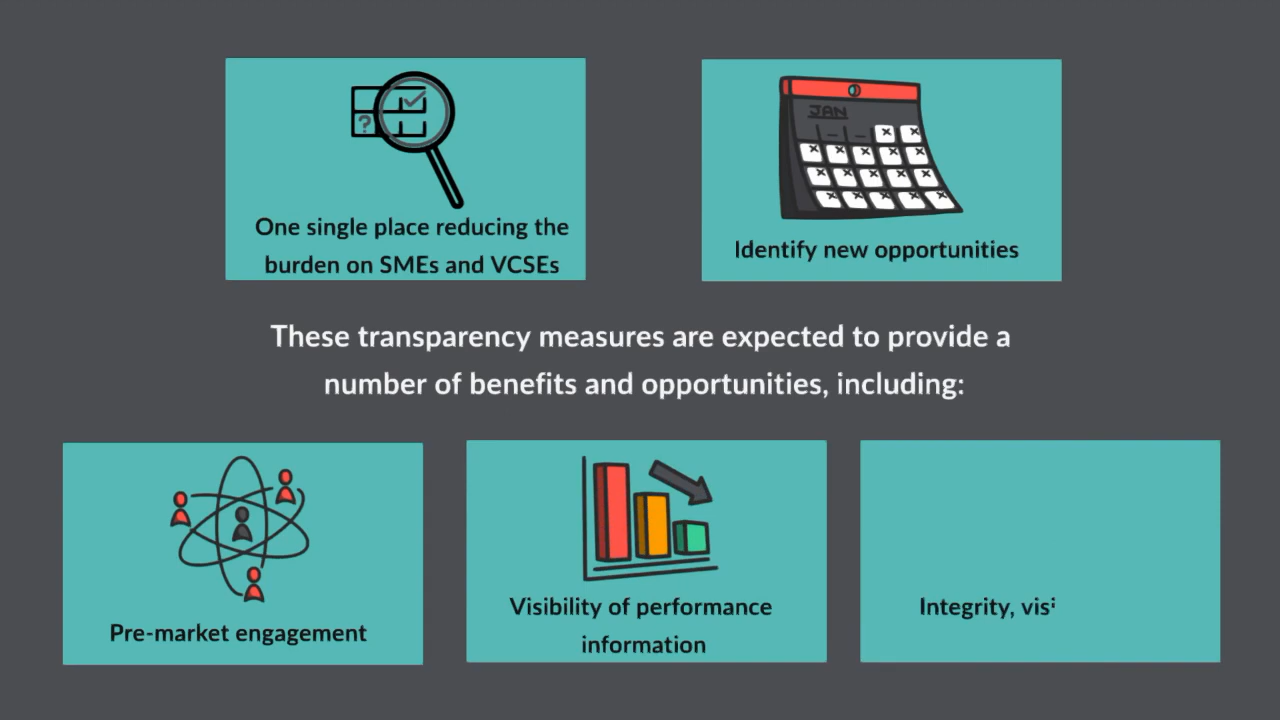 JAN
?
One single place reducing the
burden on SMEs and VCSEs
Identify new opportunities
These transparency measures are expected to provide a
number of benefits and opportunities, including:
Pre-market engagement
Visibility of performance
information
Integrity,